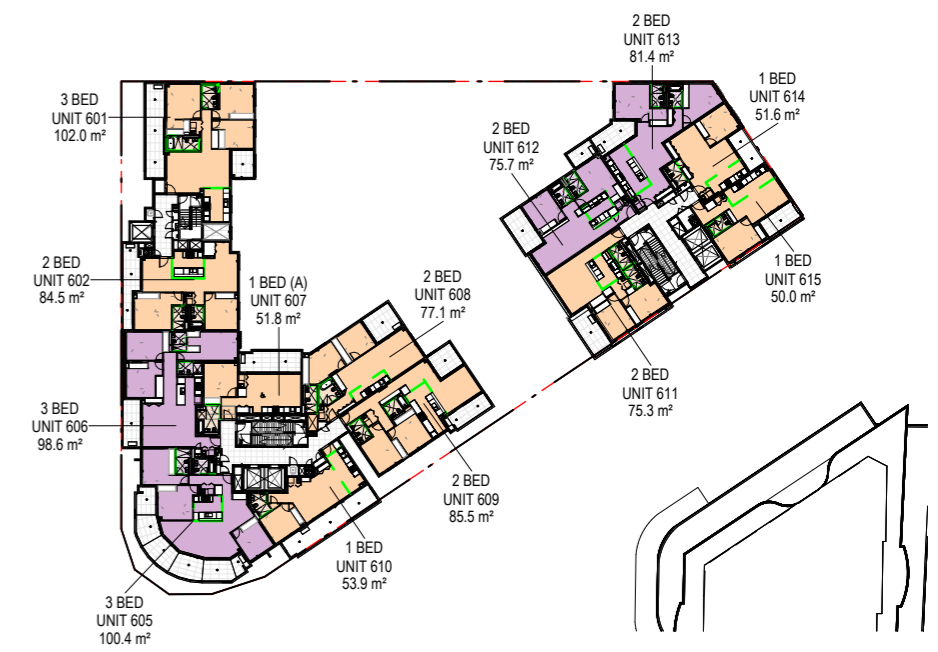 2 BED
UNIT 613
81.4 m²
1 BED
UNIT 614
51.6 m²
3 BED
UNIT 601
102.0 m²
2 BED
UNIT 612
75.7 m²
2 BED
UNIT 602
84.5 m²
1 BED (A)
UNIT 607
51.8 m²
2 BED
UNIT 608
77.1 m²
1 BED
UNIT 615
50.0 m²
2 BED
UNIT 611
75.3 m²
3 BED
UNIT 606
98.6 m²
2 BED
UNIT 609
85.5 m²
1 BED
UNIT 610
53.9 m²
3 BED
UNIT 605
100.4 m²